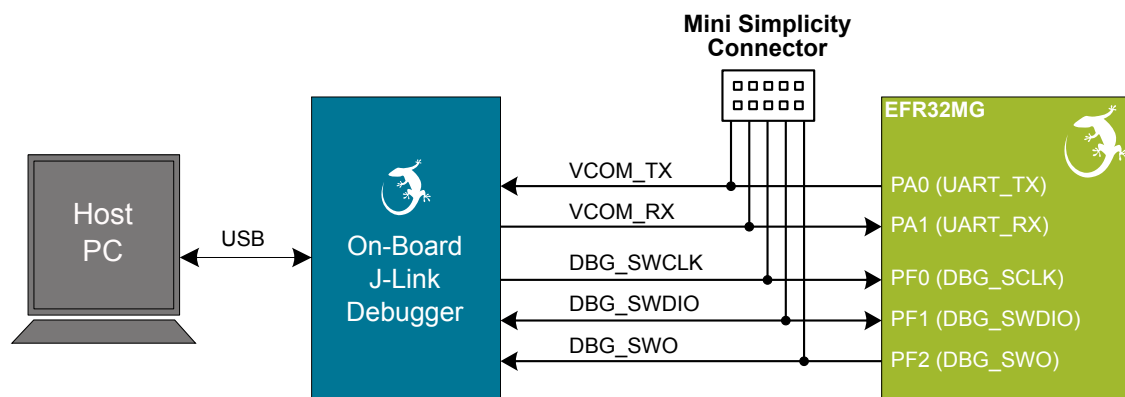 Mini Simplicity
Connector
EFR32MG
Host
PC
USB
On-Board
J-Link
Debugger
VCOM_TX
PA0 (UART_TX)
VCOM_RX
PA1 (UART_RX)
DBG_SWCLK
PF0 (DBG_SCLK)
DBG_SWDIO
PF1 (DBG_SWDIO)
DBG_SWO
PF2 (DBG_SWO)